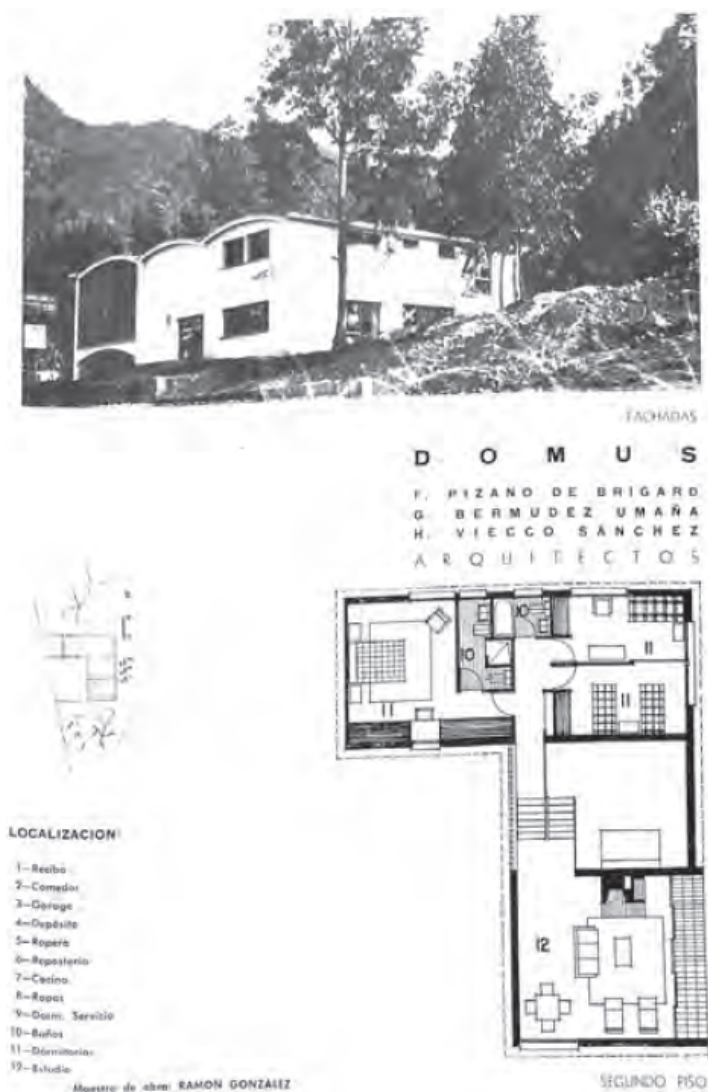 FACHADAS
DOMUS
F. PIZANO DE BRIGARD
G. BERMUDEZ UMAÑA
H. VIECCO SÁNCHEZ
ARQUITECTOS
10
10
11
11
11
12
LOCALIZACION
1—Recibo
2—Comedor
3—Garage
4—Depósito
5—Ropero
6—Repostería
7—Cocina
8—Ropas
9—Dorm. Servicio
10—Baños
11—Dormitorios
12—Estudio
Maestro de obra: RAMON GONZALEZ
SEGUNDO PISO